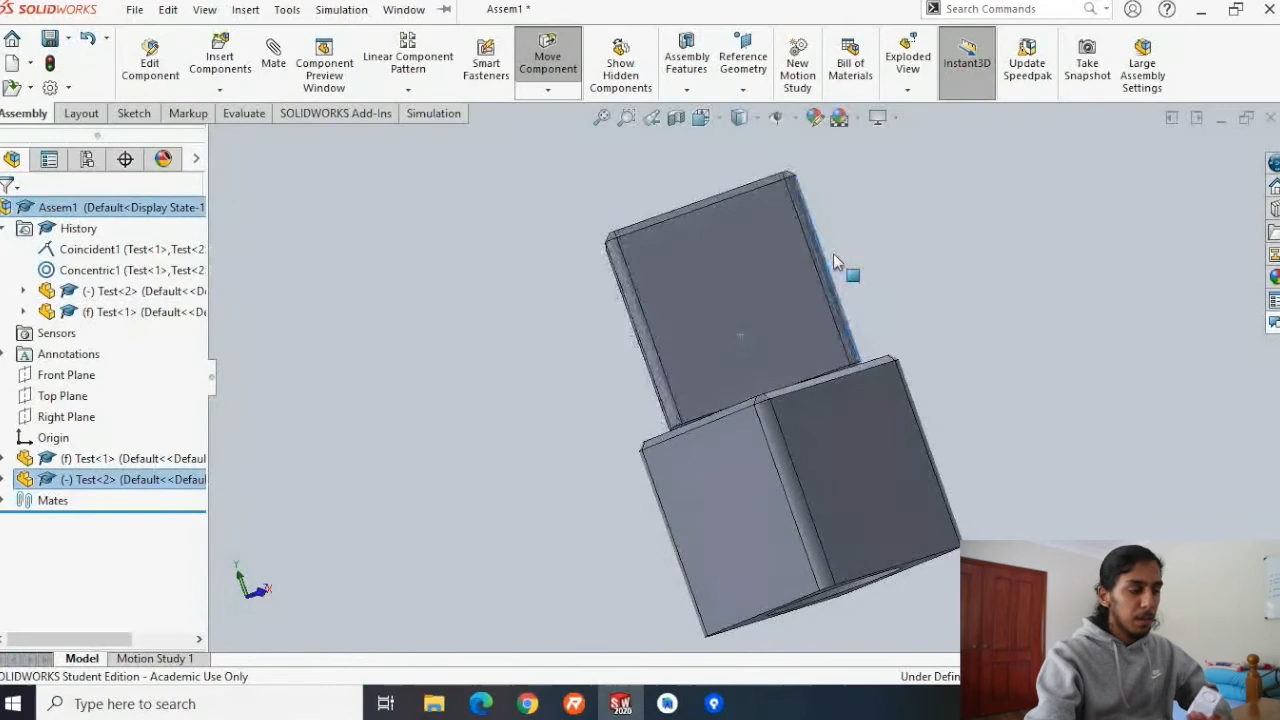 SOLIDWORKS
File Edit View Insert Tools Simulation Window
Assem1 *
Search Commands
Edit Component
Insert Components
Mate
Component Preview Window
Linear Component Pattern
Smart Fasteners
Move Component
Show Hidden Components
Assembly Features
Reference Geometry
New Motion Study
Bill of Materials
Exploded View
Instant3D
Update Speedpak
Take Snapshot
Large Assembly Settings
Assembly Layout Sketch Markup Evaluate SOLIDWORKS Add-Ins Simulation
Assem1 (Default<Display State-1
History
Coincident1 (Test<1>,Test<2
Concentric1 (Test<1>,Test<2
(-) Test<2> (Default<<D
(f) Test<1> (Default<<D
Sensors
Annotations
Front Plane
Top Plane
Right Plane
Origin
(f) Test<1> (Default<<Defau
(-) Test<2> (Default<<Defau
Mates
Y
Model Motion Study 1
SOLIDWORKS Student Edition - Academic Use Only
Under Defin
Type here to search
SW
2020